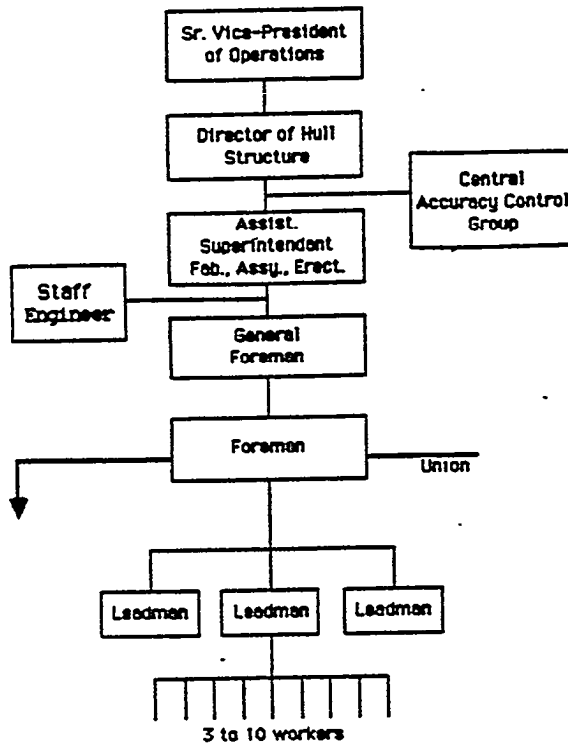 Sr. Vice-President
of Operations
Director of Hull
Structure
Central
Accuracy Control
Group
Assist.
Superintendant
Fab., Assy., Erect.
Staff
Engineer
General
Foreman
Foreman
Union
Leadman
Leadman
Leadman
3 to 10 workers